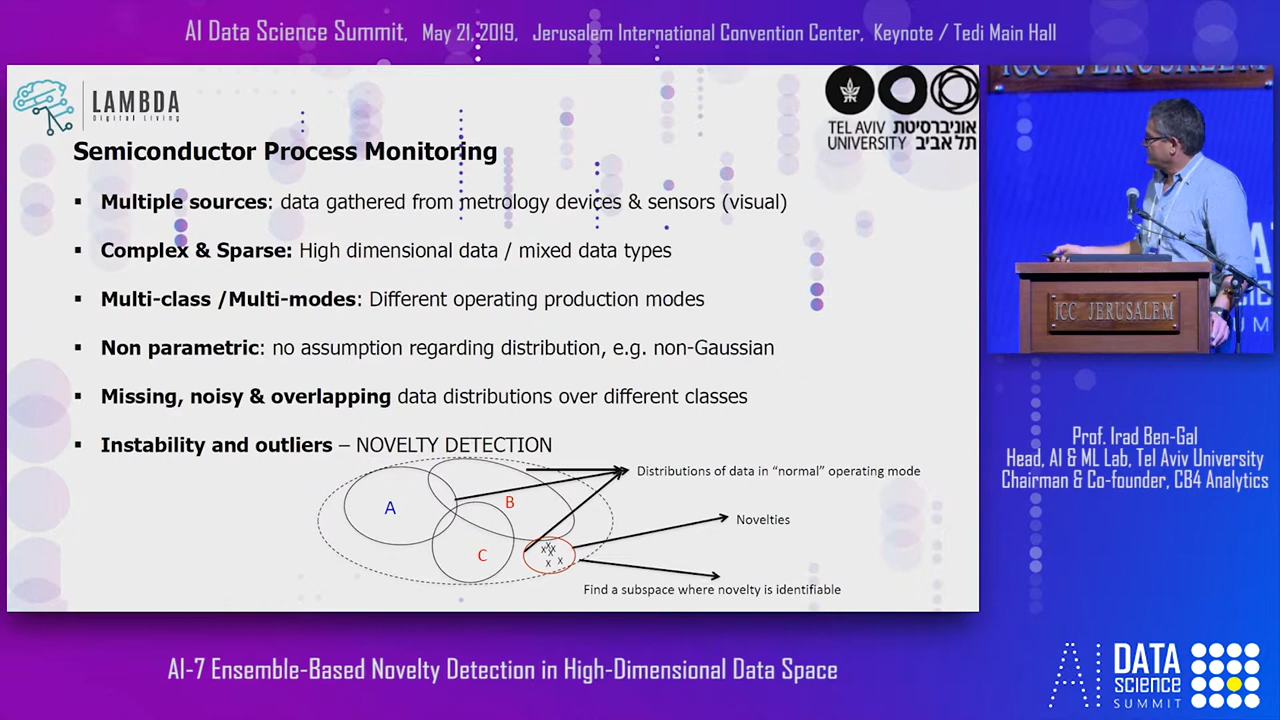 AI Data Science Summit, May 21, 2019, Jerusalem International Convention Center, Keynote / Tedi Main Hall
LAMBDA
Digital Living
TEL AVIV UNIVERSITY
אוניברסיטת תל אביב
Semiconductor Process Monitoring
▪ Multiple sources: data gathered from metrology devices & sensors (visual)
▪ Complex & Sparse: High dimensional data / mixed data types
▪ Multi-class /Multi-modes: Different operating production modes
▪ Non parametric: no assumption regarding distribution, e.g. non-Gaussian
▪ Missing, noisy & overlapping data distributions over different classes
▪ Instability and outliers – NOVELTY DETECTION
Distributions of data in “normal” operating mode
A
B
C
x x x x x x
Novelties
Find a subspace where novelty is identifiable
ICC JERUSALEM
ICC JERUSALEM
Prof. Irad Ben-Gal
Head, AI & ML Lab, Tel Aviv University
Chairman & Co-founder, CB4 Analytics
AI-7 Ensemble-Based Novelty Detection in High-Dimensional Data Space
AI DATA
SCIENCE
SUMMIT